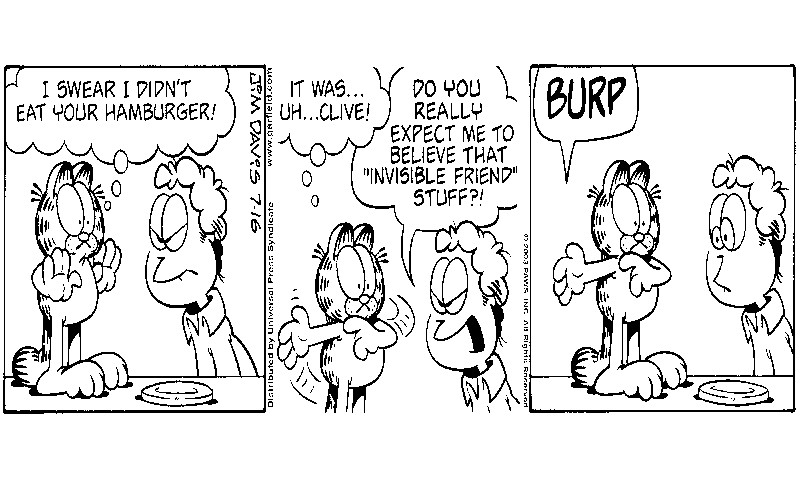 I SWEAR I DIDN'T
EAT YOUR HAMBURGER!
JIM DAVIS 7-16
www.garfield.com
Distributed by Universal Press Syndicate
IT WAS...
UH...CLIVE!
DO YOU
REALLY
EXPECT ME TO
BELIEVE THAT
"INVISIBLE FRIEND"
STUFF?!
© 2003 PAWS, INC. All Rights Reserved.
BURP